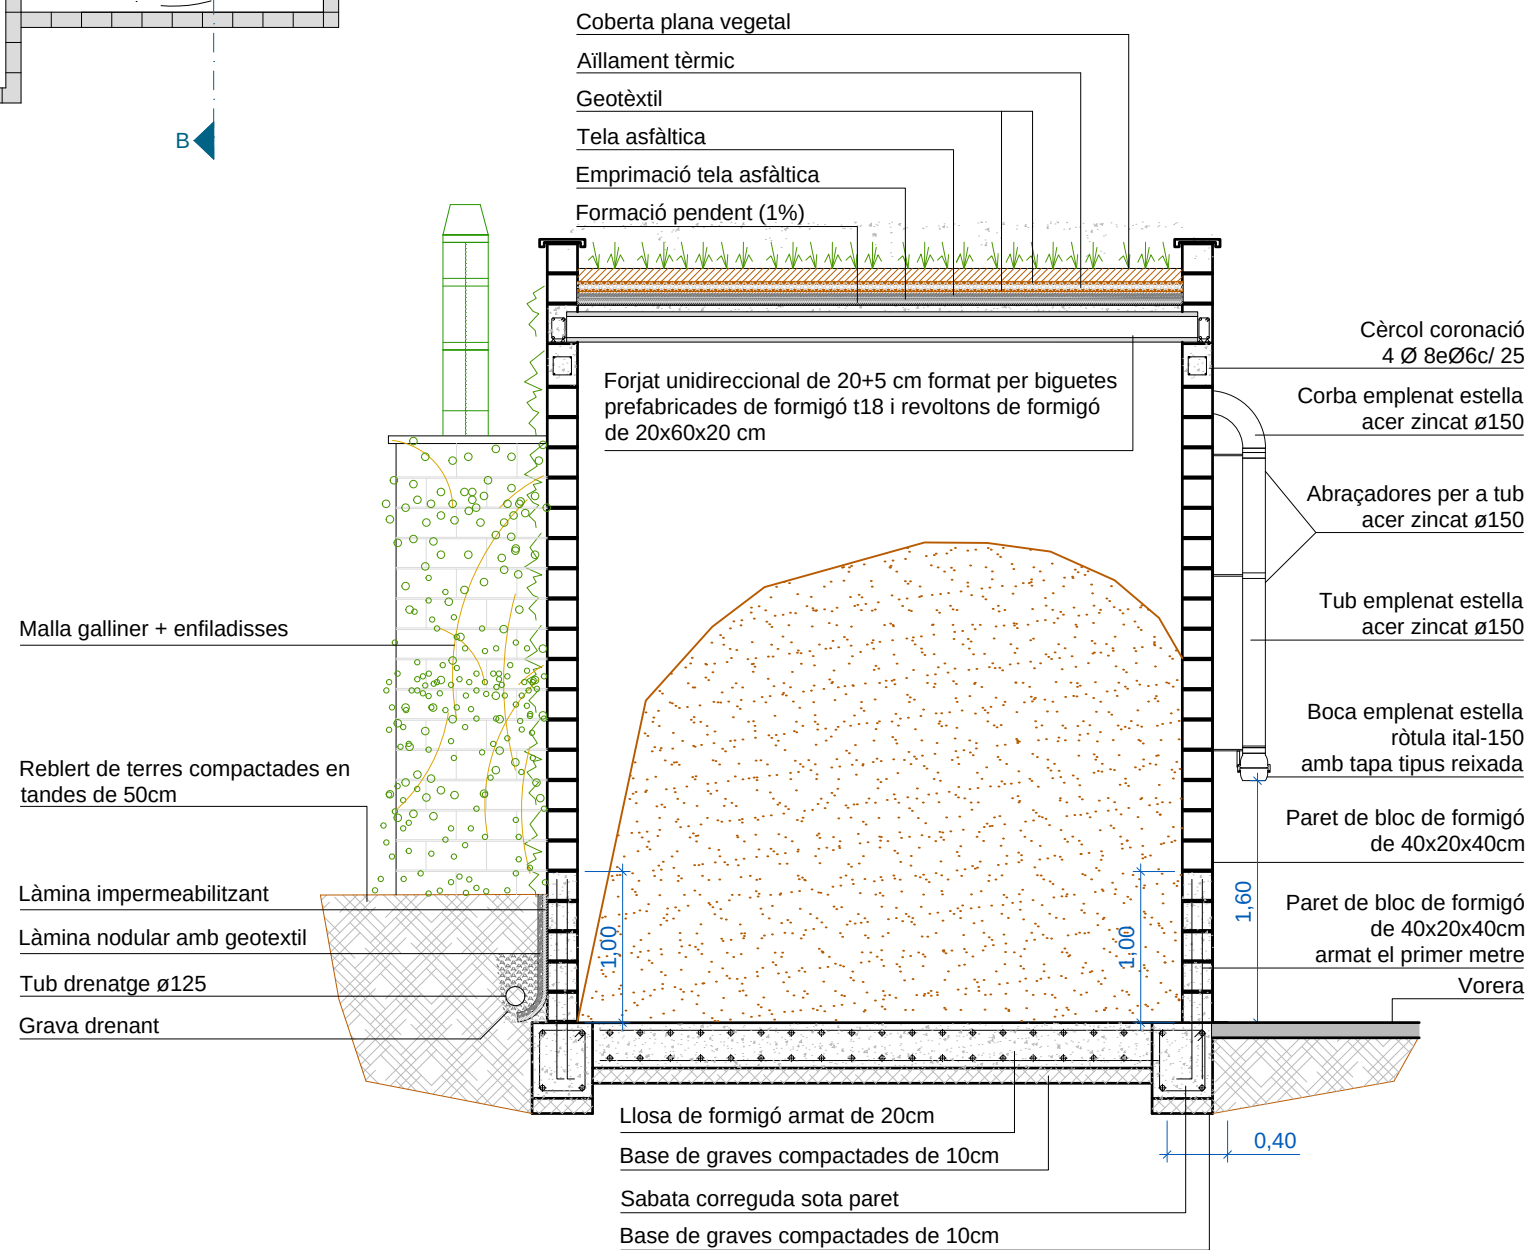 Coberta plana vegetal
Aïllament tèrmic
Geotèxtil
Tela asfàltica
B
Emprimació tela asfàltica
Formació pendent (1%)
Cèrcol coronació
4 Ø 8eØ6c/ 25
Forjat unidireccional de 20+5 cm format per biguetes
prefabricades de formigó t18 i revoltons de formigó
de 20x60x20 cm
Corba emplenat estella
acer zincat ø150
Abraçadores per a tub
acer zincat ø150
Tub emplenat estella
acer zincat ø150
Malla galliner + enfiladisses
Boca emplenat estella
ròtula ital-150
amb tapa tipus reixada
Reblert de terres compactades en
tandes de 50cm
Paret de bloc de formigó
de 40x20x40cm
Làmina impermeabilitzant
Làmina nodular amb geotextil
Tub drenatge ø125
Grava drenant
1,00
1,00
1,60
Paret de bloc de formigó
de 40x20x40cm
armat el primer metre
Vorera
Llosa de formigó armat de 20cm
Base de graves compactades de 10cm
0,40
Sabata correguda sota paret
Base de graves compactades de 10cm